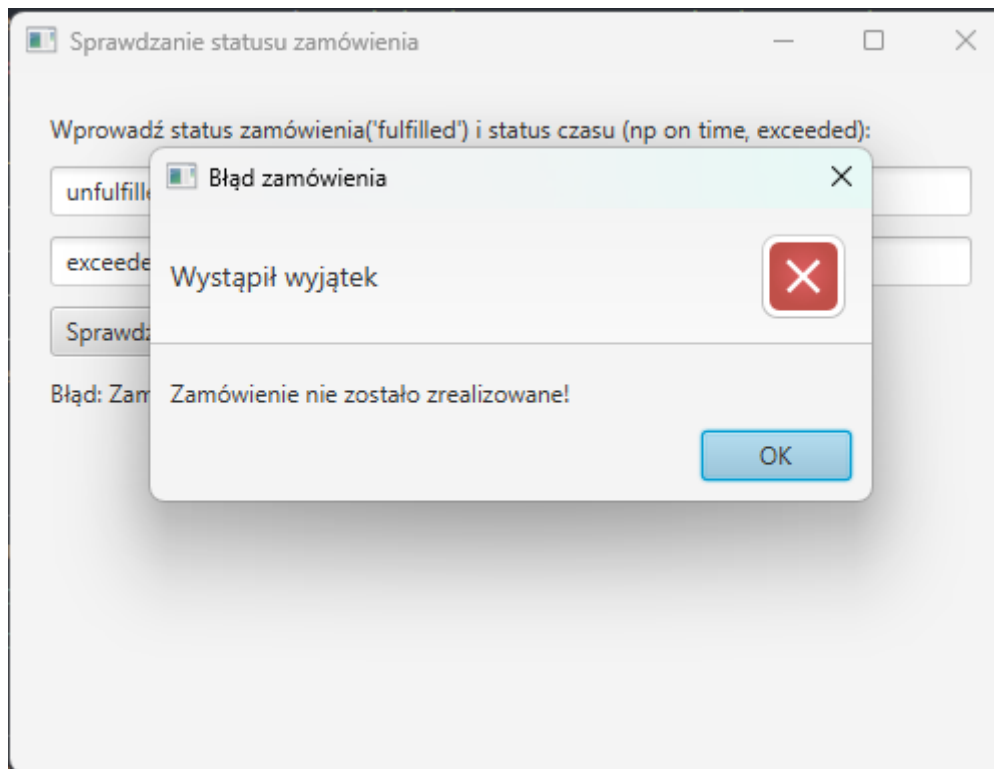 Sprawdzanie statusu zamówienia
Wprowadź status zamówienia('fulfilled') i status czasu (np on time, exceeded):
Błąd zamówienia
Wystąpił wyjątek
Błąd:
Zamówienie nie zostało zrealizowane!
OK